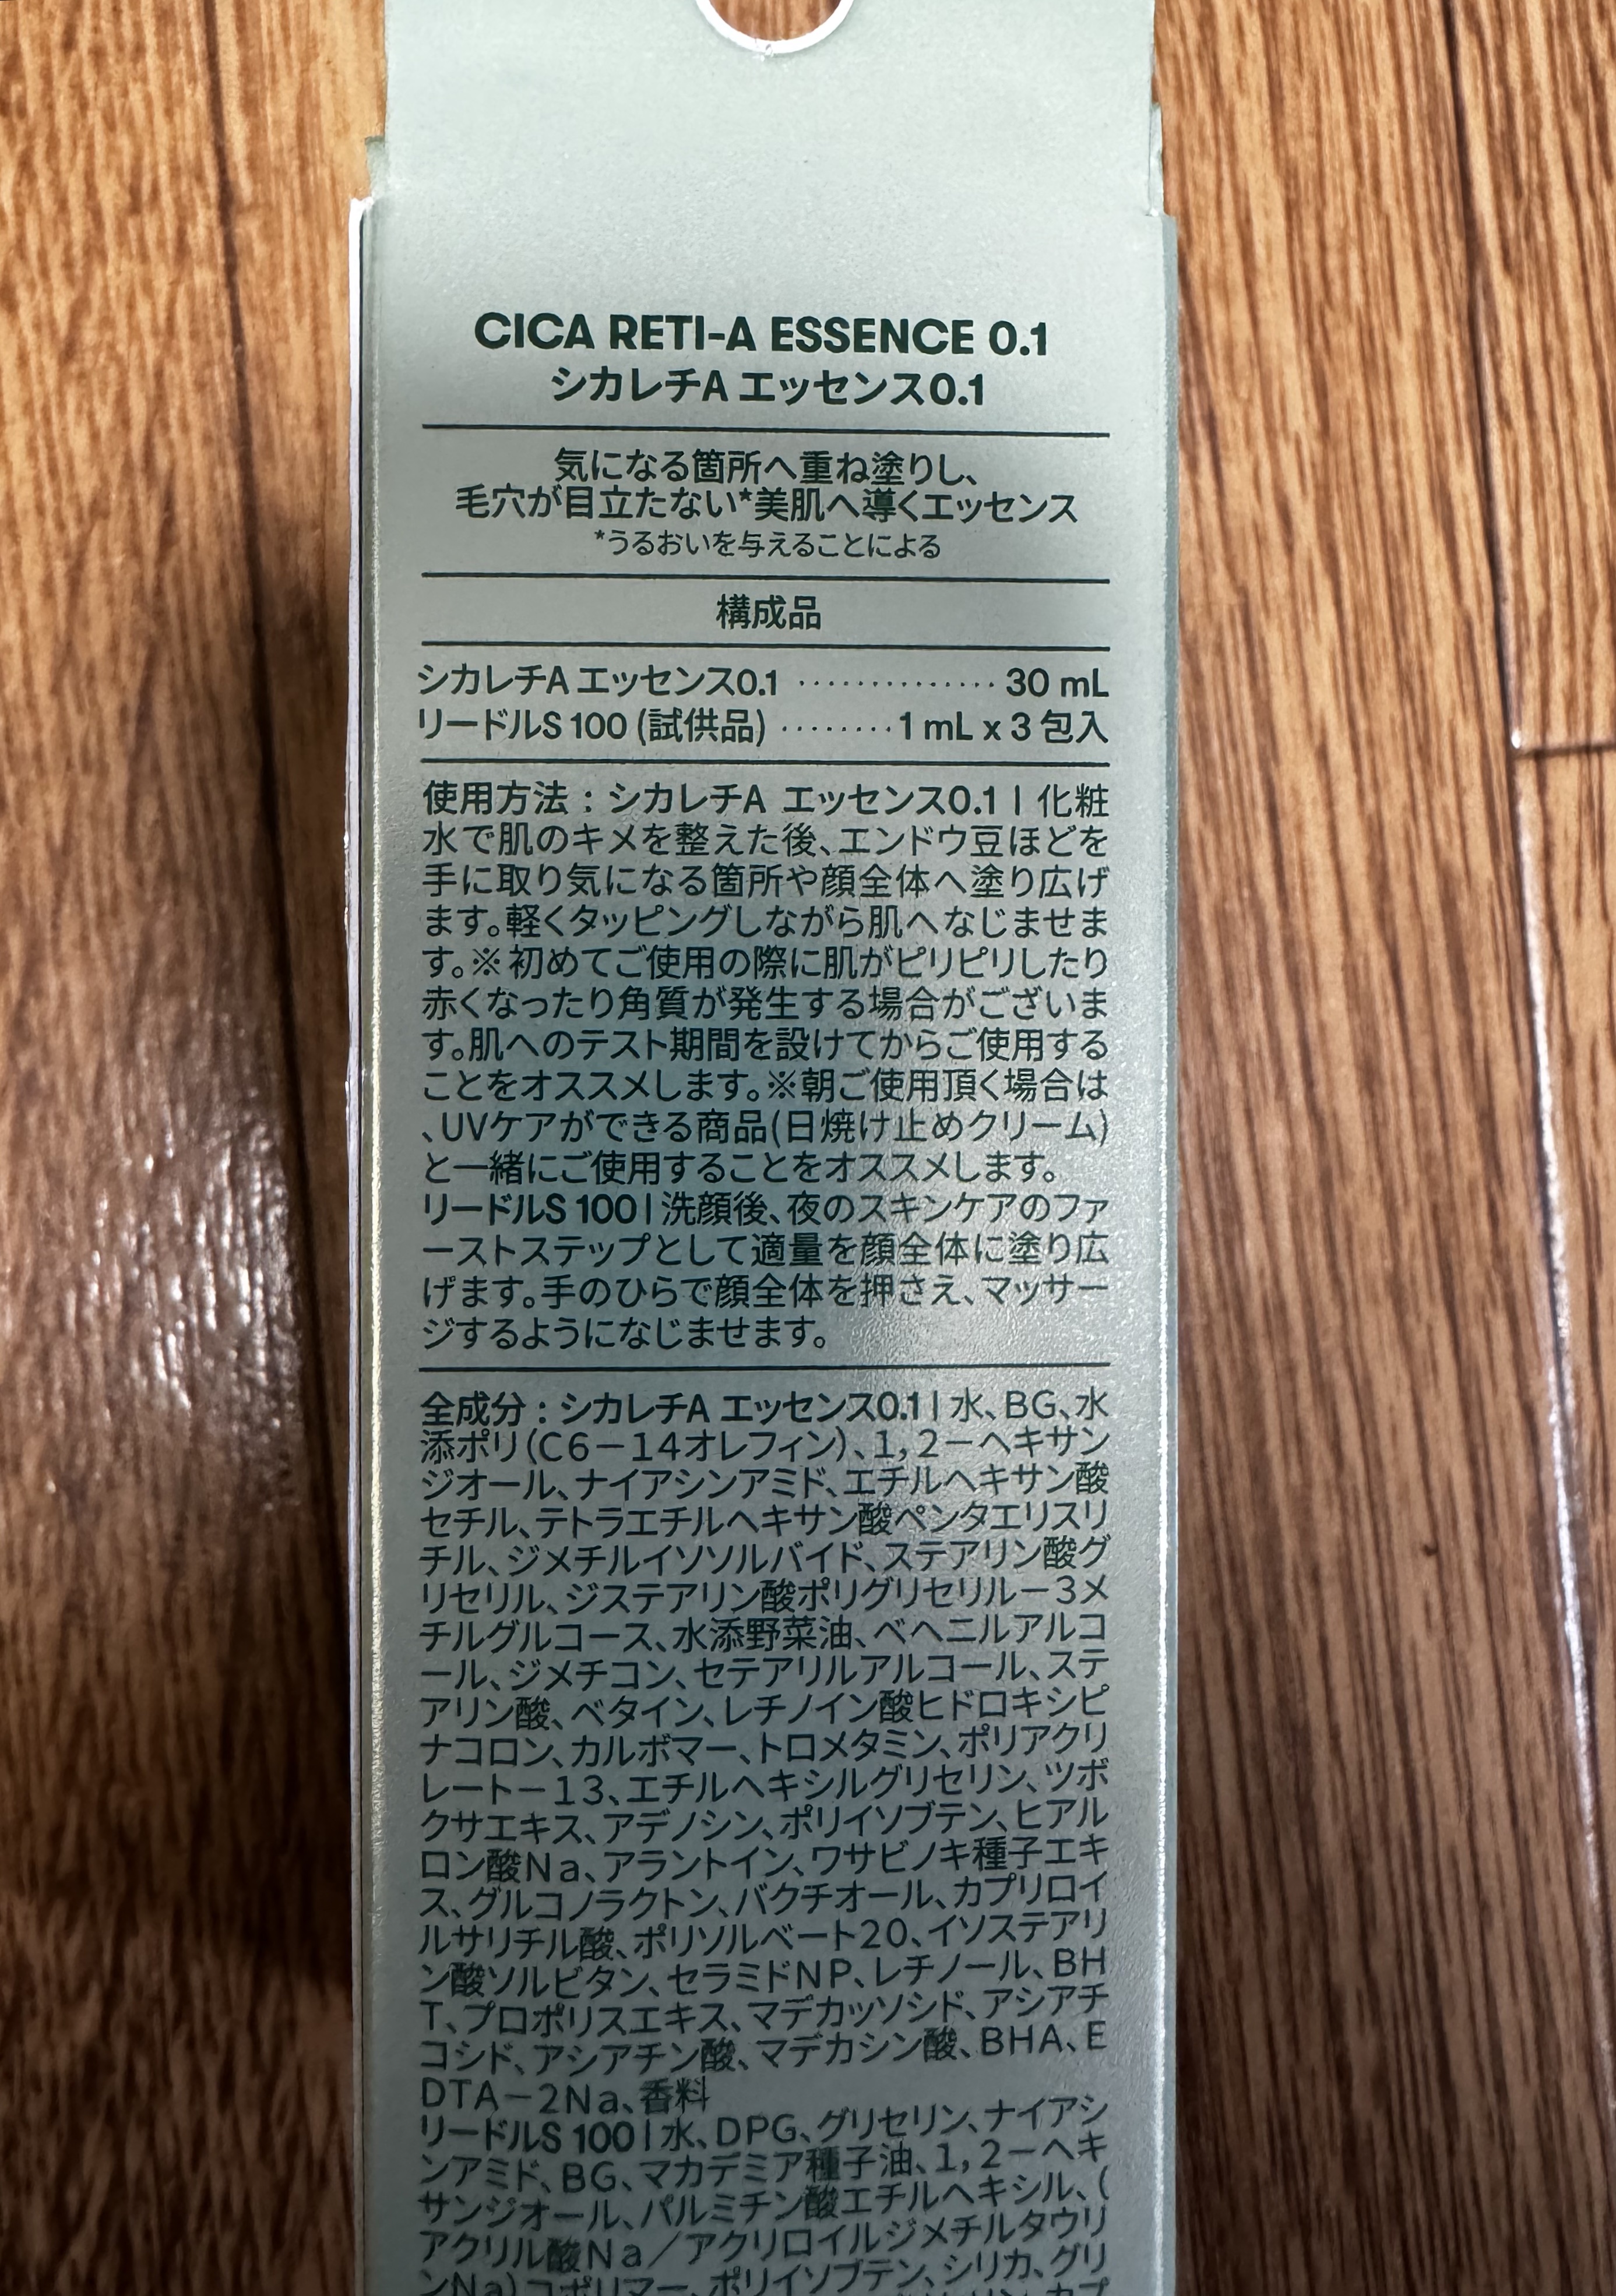 CICA RETI-A ESSENCE 0.1
シカレチA エッセンス0.1
気になる箇所へ重ね塗りし、
毛穴が目立たない*美肌へ導くエッセンス
*うるおいを与えることによる
構成品
シカレチA エッセンス0.1 ·············· 30 mL
リードルS 100 (試供品) ········ 1 mL x 3 包入
使用方法 : シカレチA エッセンス0.1 | 化粧
水で肌のキメを整えた後、エンドウ豆ほどを
手に取り気になる箇所や顔全体へ塗り広げ
ます。軽くタッピングしながら肌へなじませま
す。※初めてご使用の際に肌がピリピリしたり
赤くなったり角質が発生する場合がございま
す。肌へのテスト期間を設けてからご使用する
ことをオススメします。※朝ご使用頂く場合は
、UVケアができる商品(日焼け止めクリーム)
と一緒にご使用することをオススメします。
リードルS 100 | 洗顔後、夜のスキンケアのファ
ーストステップとして適量を顔全体に塗り広
げます。手のひらで顔全体を押さえ、マッサー
ジするようになじませます。
全成分 : シカレチA エッセンス0.1 | 水、BG、水
添ポリ(C6－14オレフィン)、1,2－ヘキサン
ジオール、ナイアシンアミド、エチルヘキサン酸
セチル、テトラエチルヘキサン酸ペンタエリスリ
チル、ジメチルイソソルバイド、ステアリン酸グ
リセリル、ジステアリン酸ポリグリセリル－3メ
チルグルコース、水添野菜油、ベヘニルアルコ
ール、ジメチコン、セテアリルアルコール、ステ
アリン酸、ベタイン、レチノイン酸ヒドロキシピ
ナコロン、カルボマー、トロメタミン、ポリアクリ
レート－13、エチルヘキシルグリセリン、ツボ
クサエキス、アデノシン、ポリイソブテン、ヒアル
ロン酸Na、アラントイン、ワサビノキ種子エキ
ス、グルコノラクトン、バクチオール、カプリロイ
ルサリチル酸、ポリソルベート20、イソステアリ
ン酸ソルビタン、セラミドNP、レチノール、BH
T、プロポリスエキス、マデカッソシド、アシアチ
コシド、アシアチン酸、マデカシン酸、BHA、E
DTA－2Na、香料
リードルS 100 | 水、DPG、グリセリン、ナイアシ
ンアミド、BG、マカデミア種子油、1,2－ヘキ
サンジオール、パルミチン酸エチルヘキシル、(
アクリル酸Na／アクリロイルジメチルタウリ
ンNa)コポリマー、ポリイソブテン、シリカ、グリ